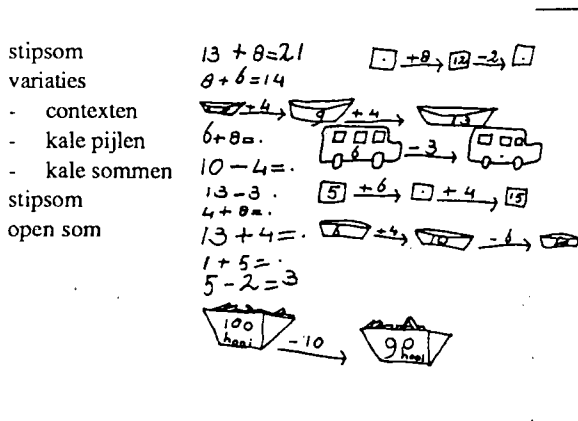 stipsom
variaties
- contexten
- kale pijlen
- kale sommen
stipsom
open som
13 + 8=21
8 + 6 = 14
6+8=.
10 - 4=.
13-3 .
4+8=.
13+4=.
1+5=.
5-2=3
. +8 12 -2 .
+4 9 +4 13
6 -3 .
5 +6 . +4 15
6 +4 10 -6
100 hooi -10 90 hooi